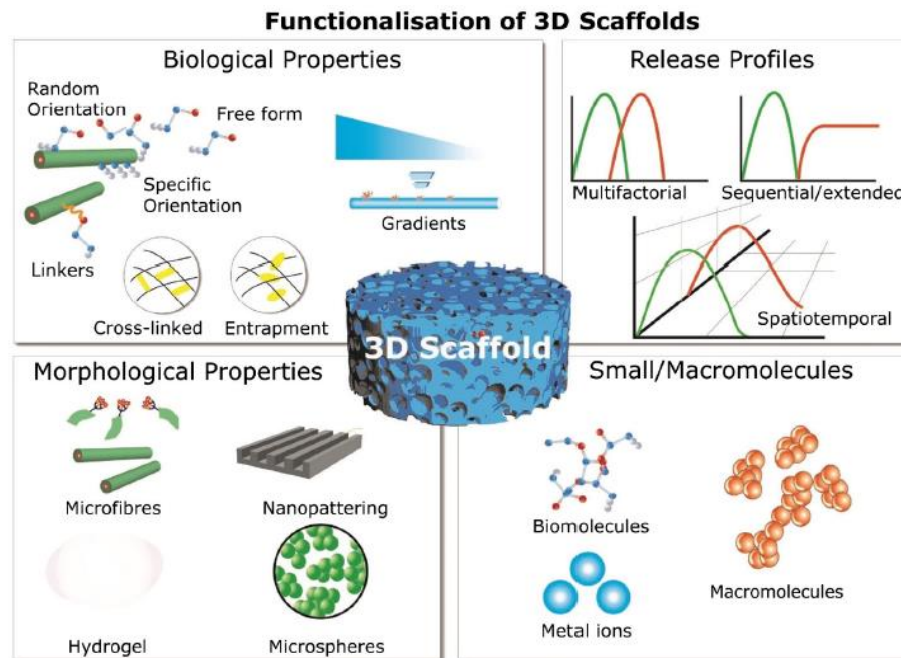 Functionalisation of 3D Scaffolds
Biological Properties
Random
Orientation
Free form
Specific
Orientation
Linkers
Cross-linked
Entrapment
Gradients
Release Profiles
Multifactorial
Sequential/extended
Spatiotemporal
3D Scaffold
Morphological Properties
Microfibres
Nanopattering
Hydrogel
Microspheres
Small/Macromolecules
Biomolecules
Metal ions
Macromolecules